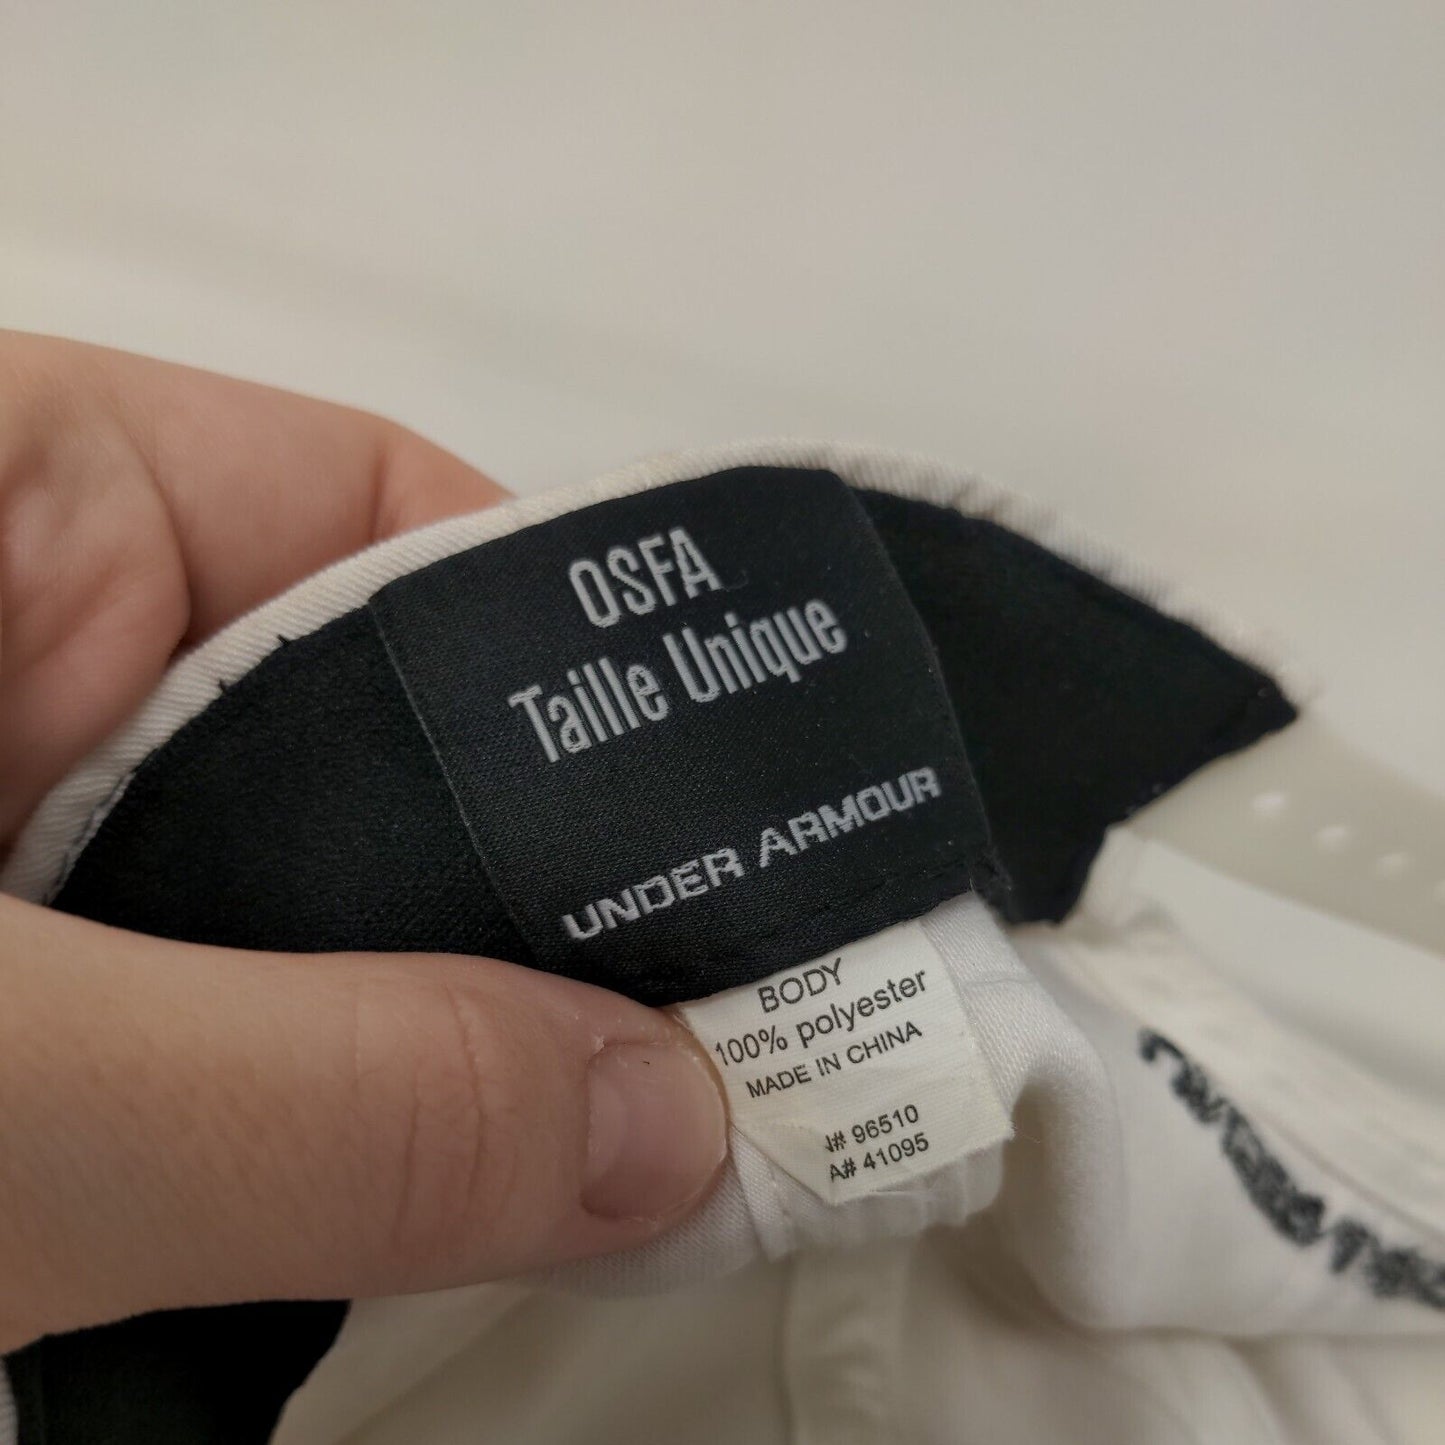 OSFA
Taille Unique
UNDER ARMOUR
BODY
100% polyester
MADE IN CHINA
# 96510
A# 41095